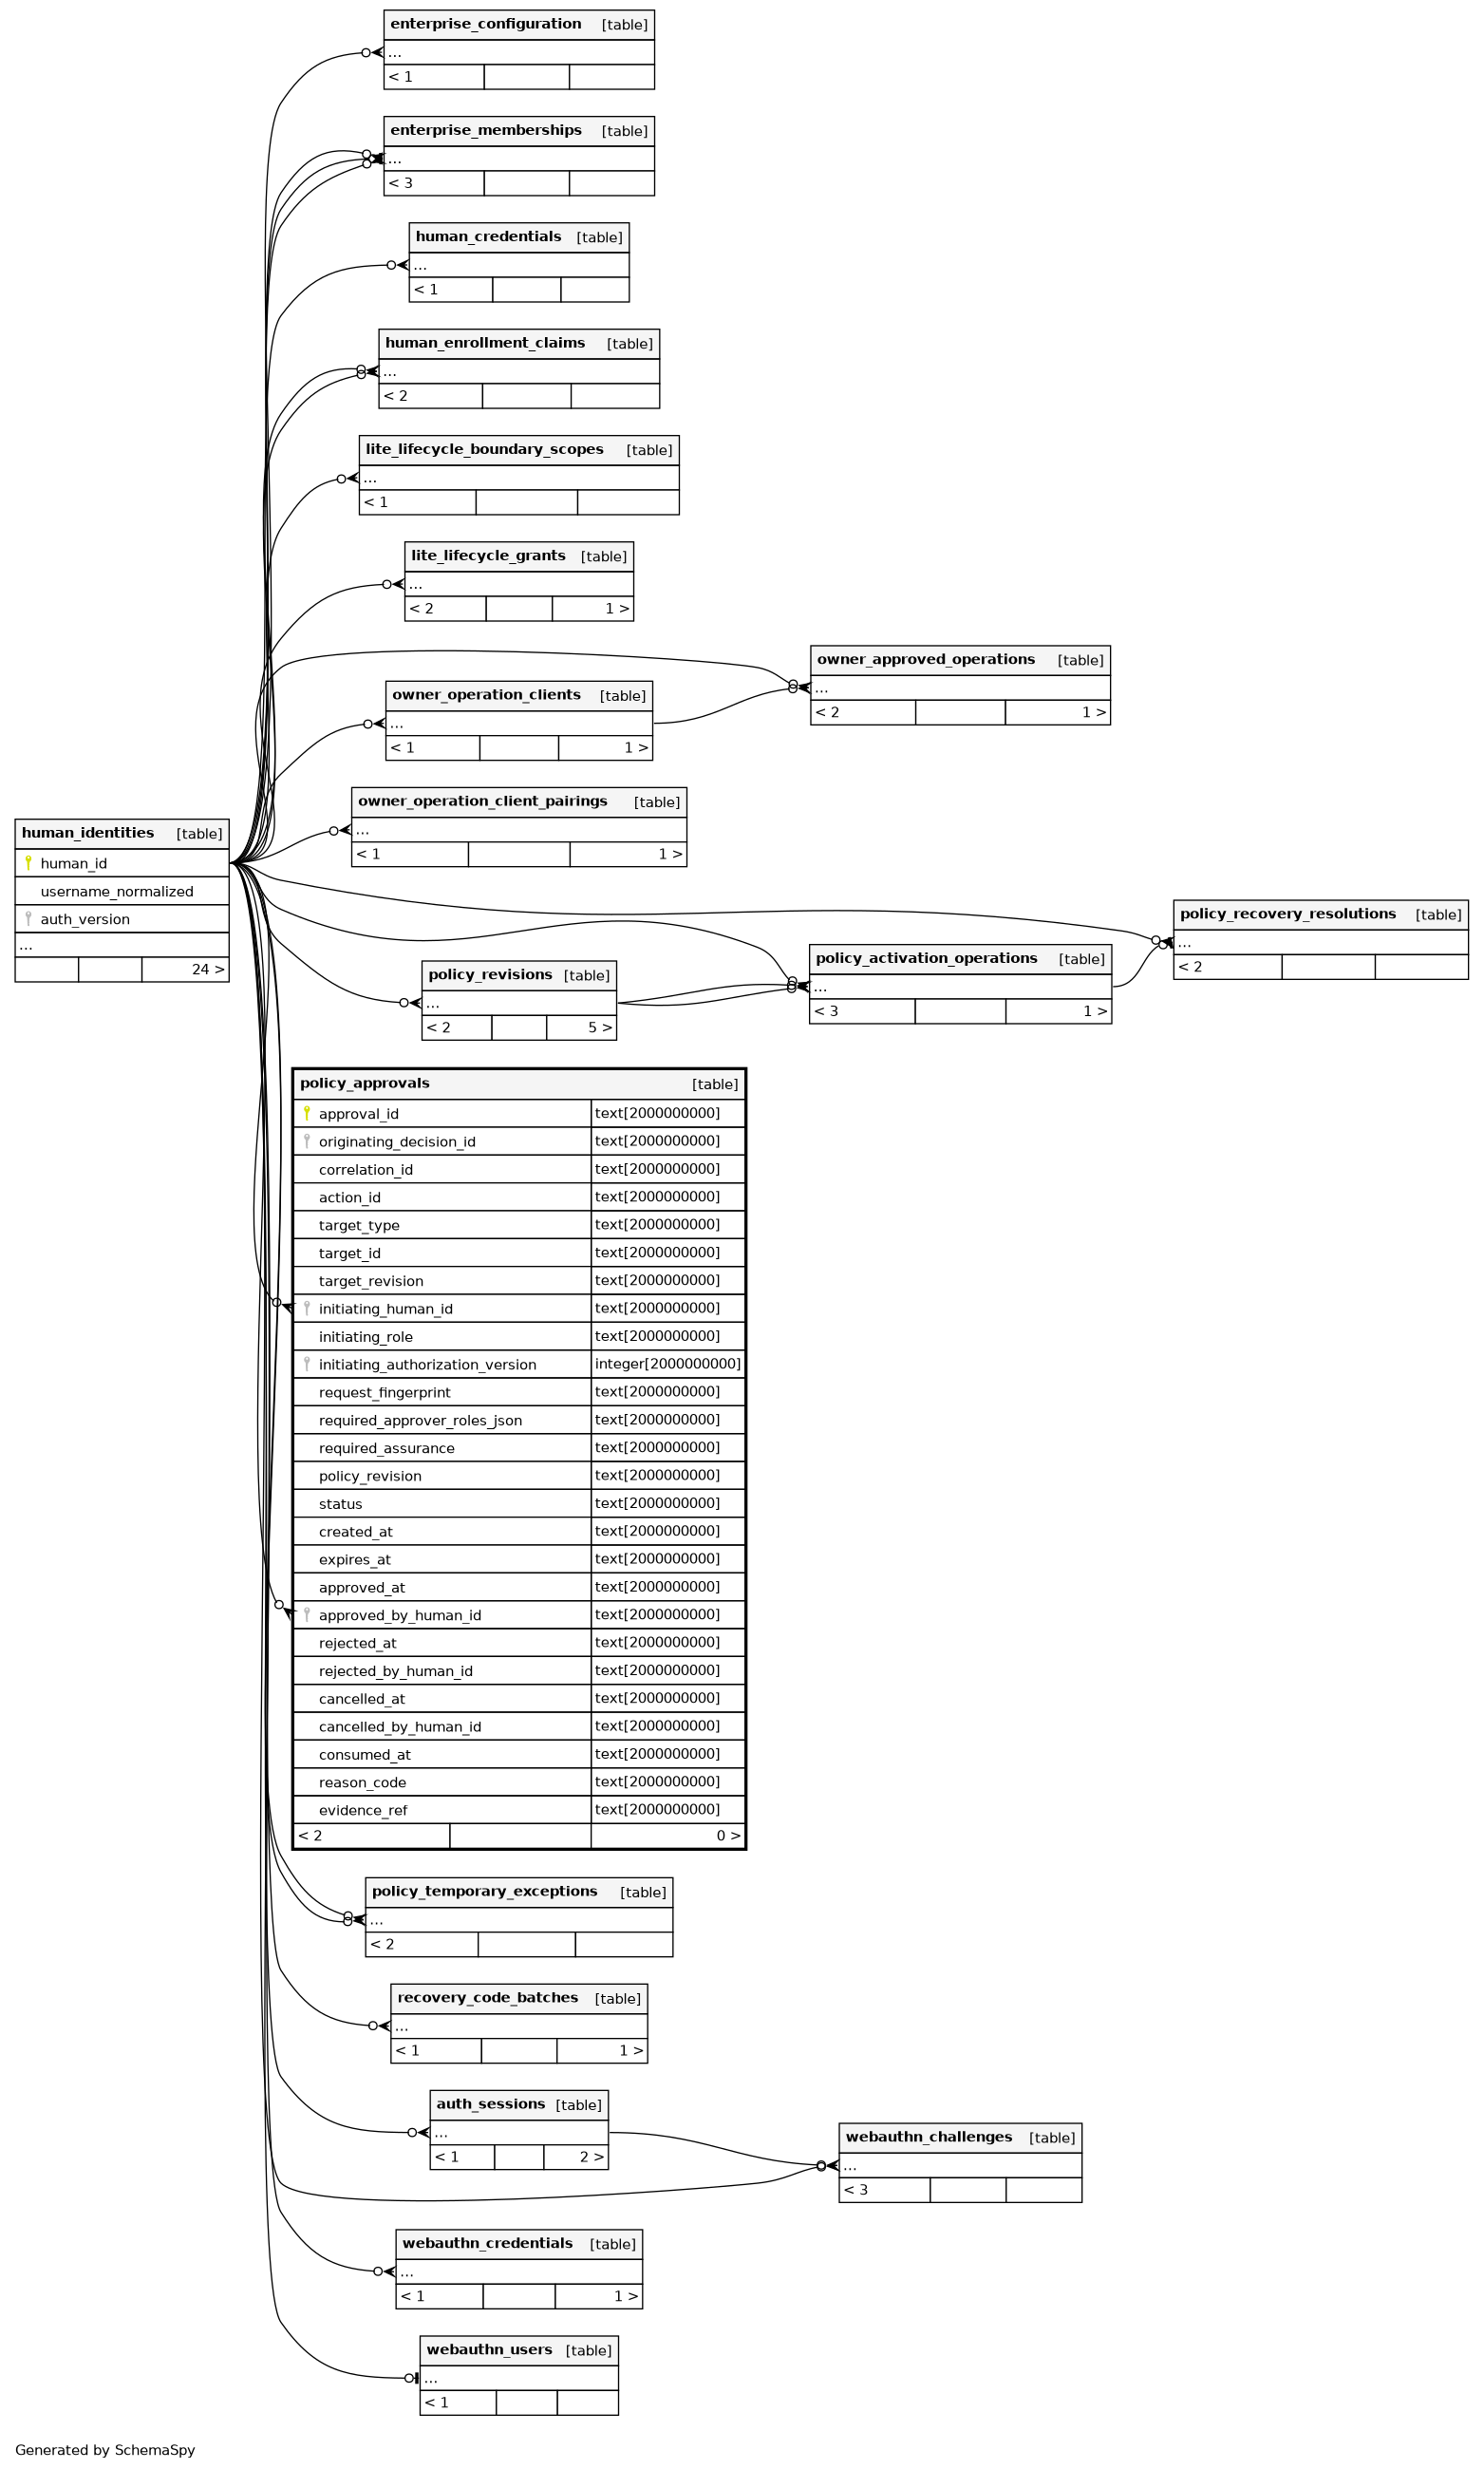 enterprise_configuration [table]
...
< 1
enterprise_memberships [table]
...
< 3
human_credentials [table]
...
< 1
human_enrollment_claims [table]
...
< 2
lite_lifecycle_boundary_scopes [table]
...
< 1
lite_lifecycle_grants [table]
...
< 2 1 >
owner_approved_operations [table]
...
< 2 1 >
owner_operation_clients [table]
...
< 1 1 >
owner_operation_client_pairings [table]
...
< 1 1 >
human_identities [table]
human_id
username_normalized
auth_version
...
24 >
policy_recovery_resolutions [table]
...
< 2
policy_activation_operations [table]
...
< 3 1 >
policy_revisions [table]
...
< 2 5 >
policy_approvals [table]
approval_id text[2000000000]
originating_decision_id text[2000000000]
correlation_id text[2000000000]
action_id text[2000000000]
target_type text[2000000000]
target_id text[2000000000]
target_revision text[2000000000]
initiating_human_id text[2000000000]
initiating_role text[2000000000]
initiating_authorization_version integer[2000000000]
request_fingerprint text[2000000000]
required_approver_roles_json text[2000000000]
required_assurance text[2000000000]
policy_revision text[2000000000]
status text[2000000000]
created_at text[2000000000]
expires_at text[2000000000]
approved_at text[2000000000]
approved_by_human_id text[2000000000]
rejected_at text[2000000000]
rejected_by_human_id text[2000000000]
cancelled_at text[2000000000]
cancelled_by_human_id text[2000000000]
consumed_at text[2000000000]
reason_code text[2000000000]
evidence_ref text[2000000000]
< 2 0 >
policy_temporary_exceptions [table]
...
< 2
recovery_code_batches [table]
...
< 1 1 >
auth_sessions [table]
...
< 1 2 >
webauthn_challenges [table]
...
< 3
webauthn_credentials [table]
...
< 1 1 >
webauthn_users [table]
...
< 1
Generated by SchemaSpy